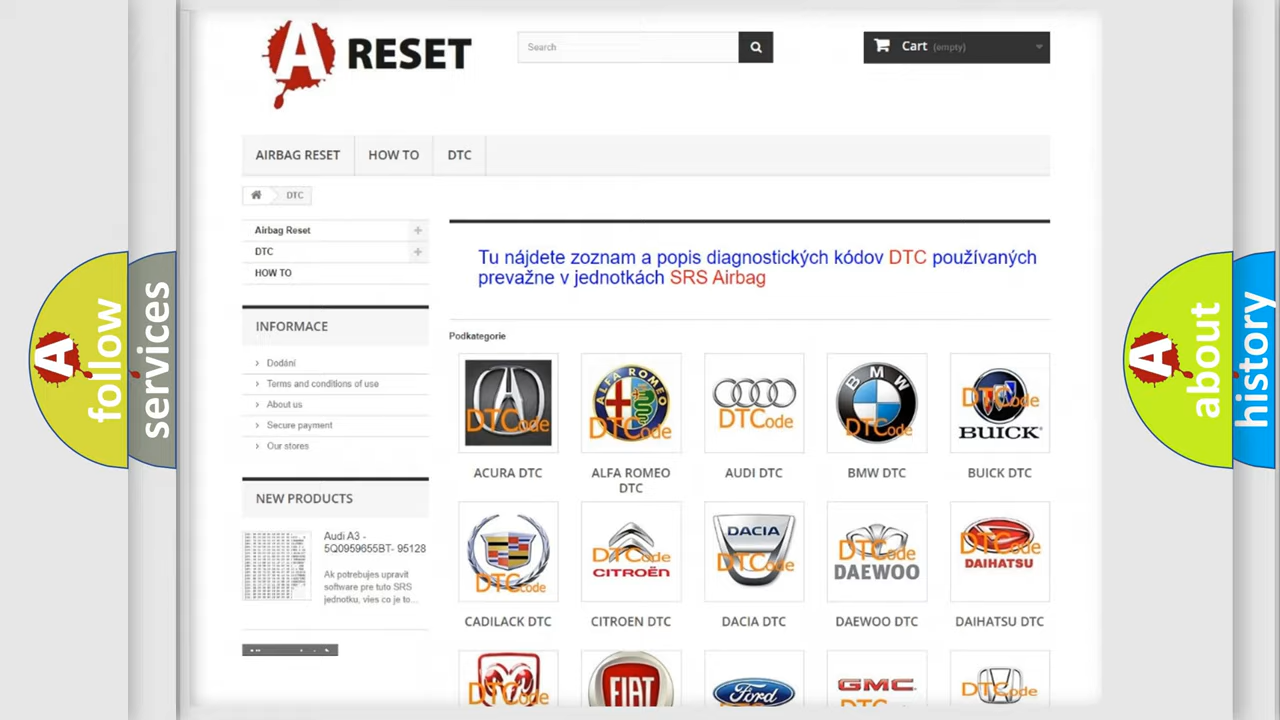 A RESET
Search
Cart (empty)
AIRBAG RESET
HOW TO
DTC
DTC
Airbag Reset
DTC
HOW TO
INFORMACE
Dodání
Terms and conditions of use
About us
Secure payment
Our stores
NEW PRODUCTS
Audi A3 -
5Q0959655BT- 95128
Ak potrebujes upravit
software pre tuto SRS
jednotku, vies co je to...
Tu nájdete zoznam a popis diagnostických kódov DTC používaných
prevažne v jednotkách SRS Airbag
Podkategorie
DTCode
ALFA ROMEO
DTCode
DTCode
BMW
DTCode
DTCode
BUICK
ACURA DTC
ALFA ROMEO
DTC
AUDI DTC
BMW DTC
BUICK DTC
DTCode
DTCode
CITROËN
DACIA
DTCode
DTCode
DAEWOO
DTCode
DAIHATSU
CADILACK DTC
CITROEN DTC
DACIA DTC
DAEWOO DTC
DAIHATSU DTC
DTCode
FIAT
Ford
GMC
DTCode
A follow
services
A about
history